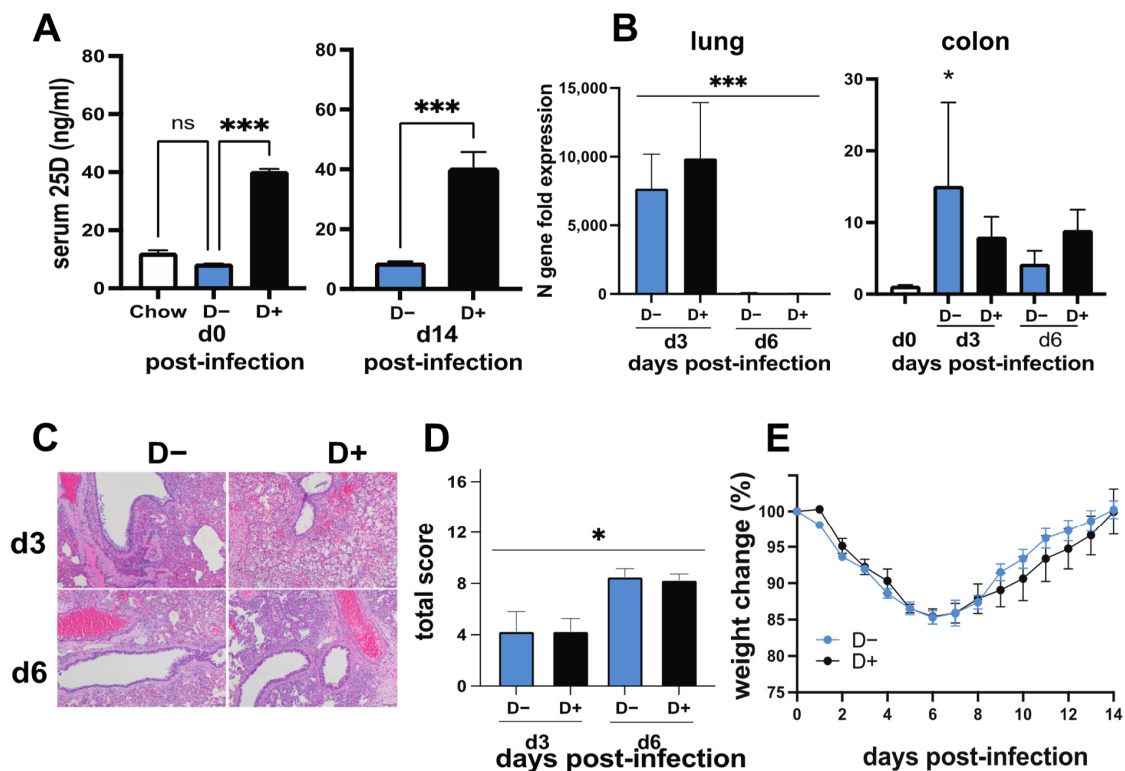 A
serum 25D (ng/ml)
80
60
40
20
0
ns
***
Chow
D−
D+
d0
post-infection
80
60
40
20
0
***
D−
D+
d14
post-infection
B
lung
N gene fold expression
15,000
10,000
5,000
0
***
D−
D+
D−
D+
d3
d6
days post-infection
colon
30
20
10
0
*
D−
D+
D−
D+
d0
d3
d6
days post-infection
C
D−
D+
d3
d6
D
total score
16
12
8
4
0
*
D−
D+
D−
D+
d3
d6
days post-infection
E
weight change (%)
100
95
90
85
80
75
D−
D+
0
2
4
6
8
10
12
14
days post-infection